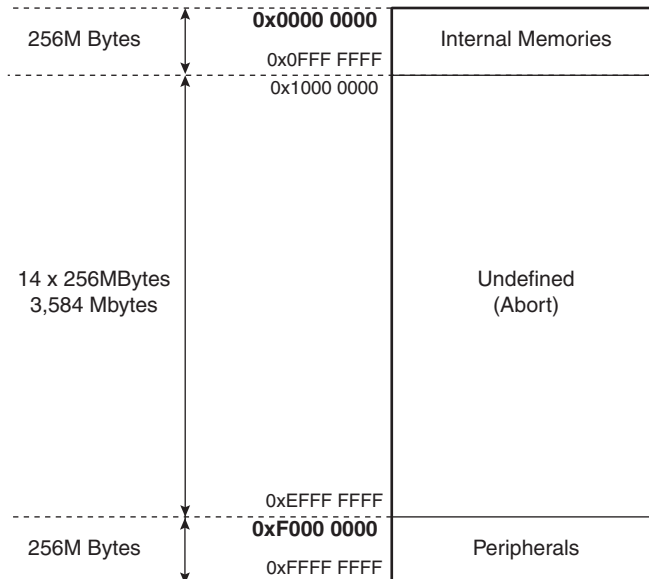 0x0000 0000
256M Bytes
Internal Memories
0x0FFF FFFF
0x1000 0000
14 x 256MBytes
3,584 Mbytes
Undefined
(Abort)
0xEFFF FFFF
0xF000 0000
256M Bytes
Peripherals
0xFFFF FFFF